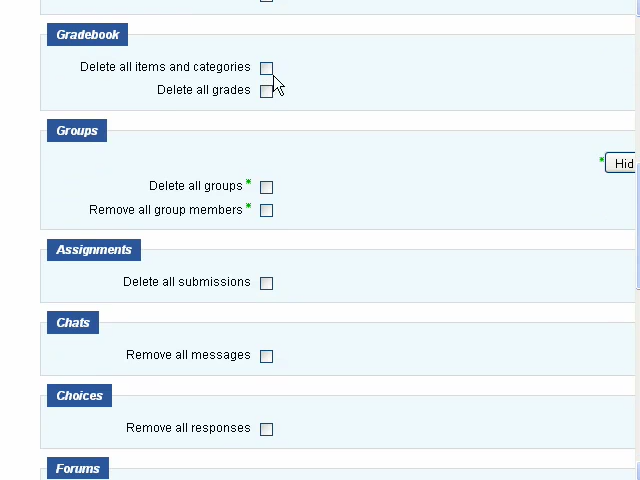 Gradebook
Delete all items and categories
Delete all grades
Groups
* Hid
Delete all groups *
Remove all group members *
Assignments
Delete all submissions
Chats
Remove all messages
Choices
Remove all responses
Forums